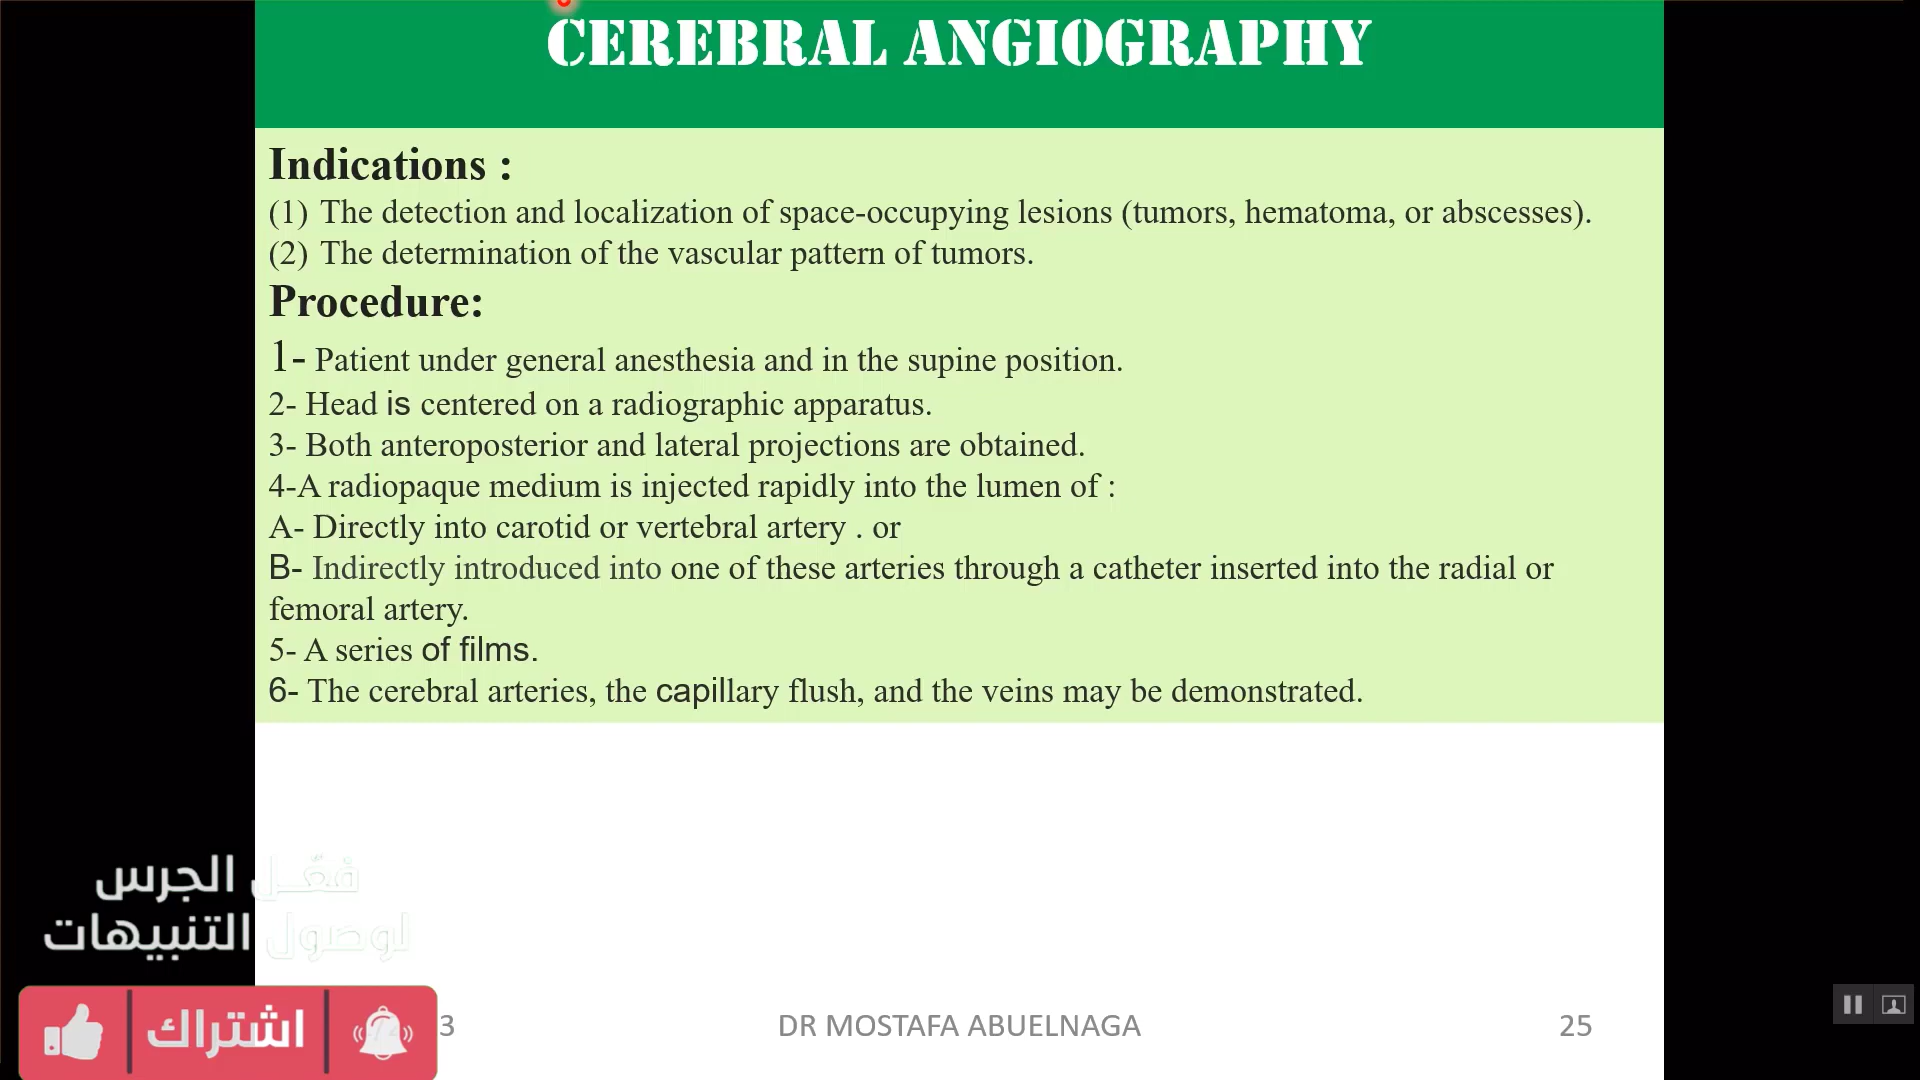 CEREBRAL ANGIOGRAPHY
Indications :
(1) The detection and localization of space-occupying lesions (tumors, hematoma, or abscesses).
(2) The determination of the vascular pattern of tumors.
Procedure:
1- Patient under general anesthesia and in the supine position.
2- Head is centered on a radiographic apparatus.
3- Both anteroposterior and lateral projections are obtained.
4-A radiopaque medium is injected rapidly into the lumen of :
A- Directly into carotid or vertebral artery . or
B- Indirectly introduced into one of these arteries through a catheter inserted into the radial or
femoral artery.
5- A series of films.
6- The cerebral arteries, the capillary flush, and the veins may be demonstrated.
فعّل الجرس
لوصول التنبيهات
اشتراك
3 DR MOSTAFA ABUELNAGA 25